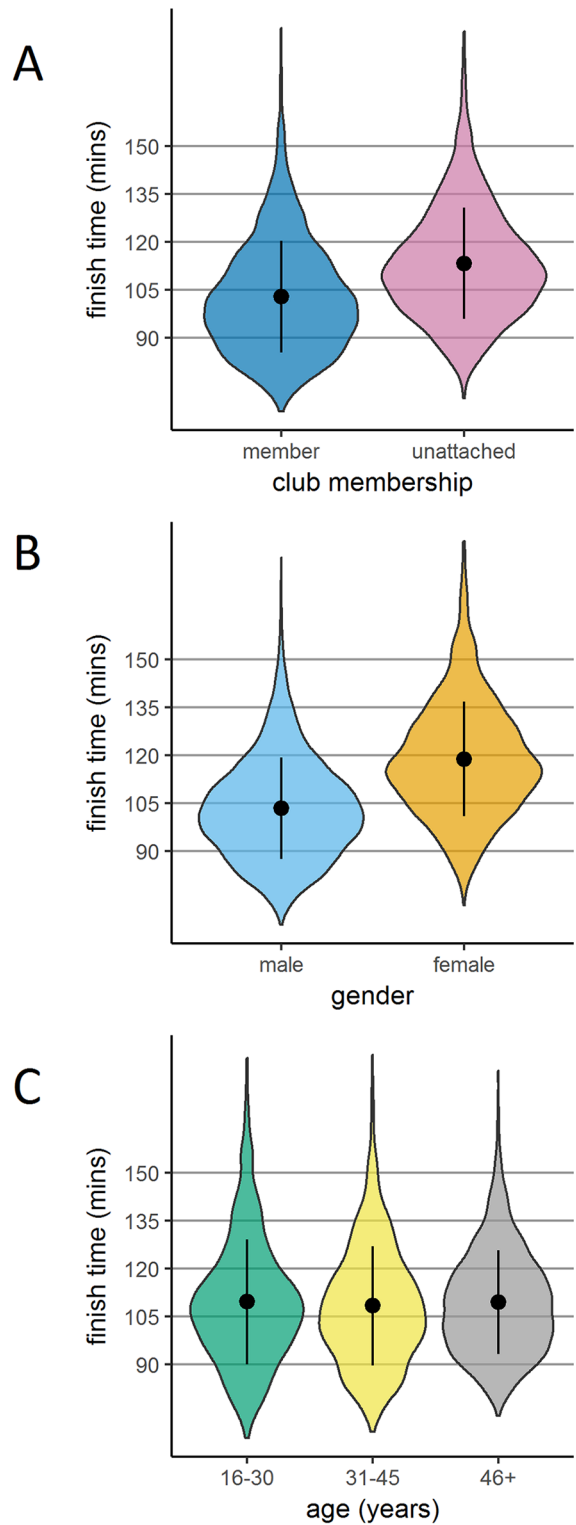 A
finish time (mins)
150
135
120
105
90
member unattached
club membership
B
finish time (mins)
150
135
120
105
90
male female
gender
C
finish time (mins)
150
135
120
105
90
16-30 31-45 46+
age (years)